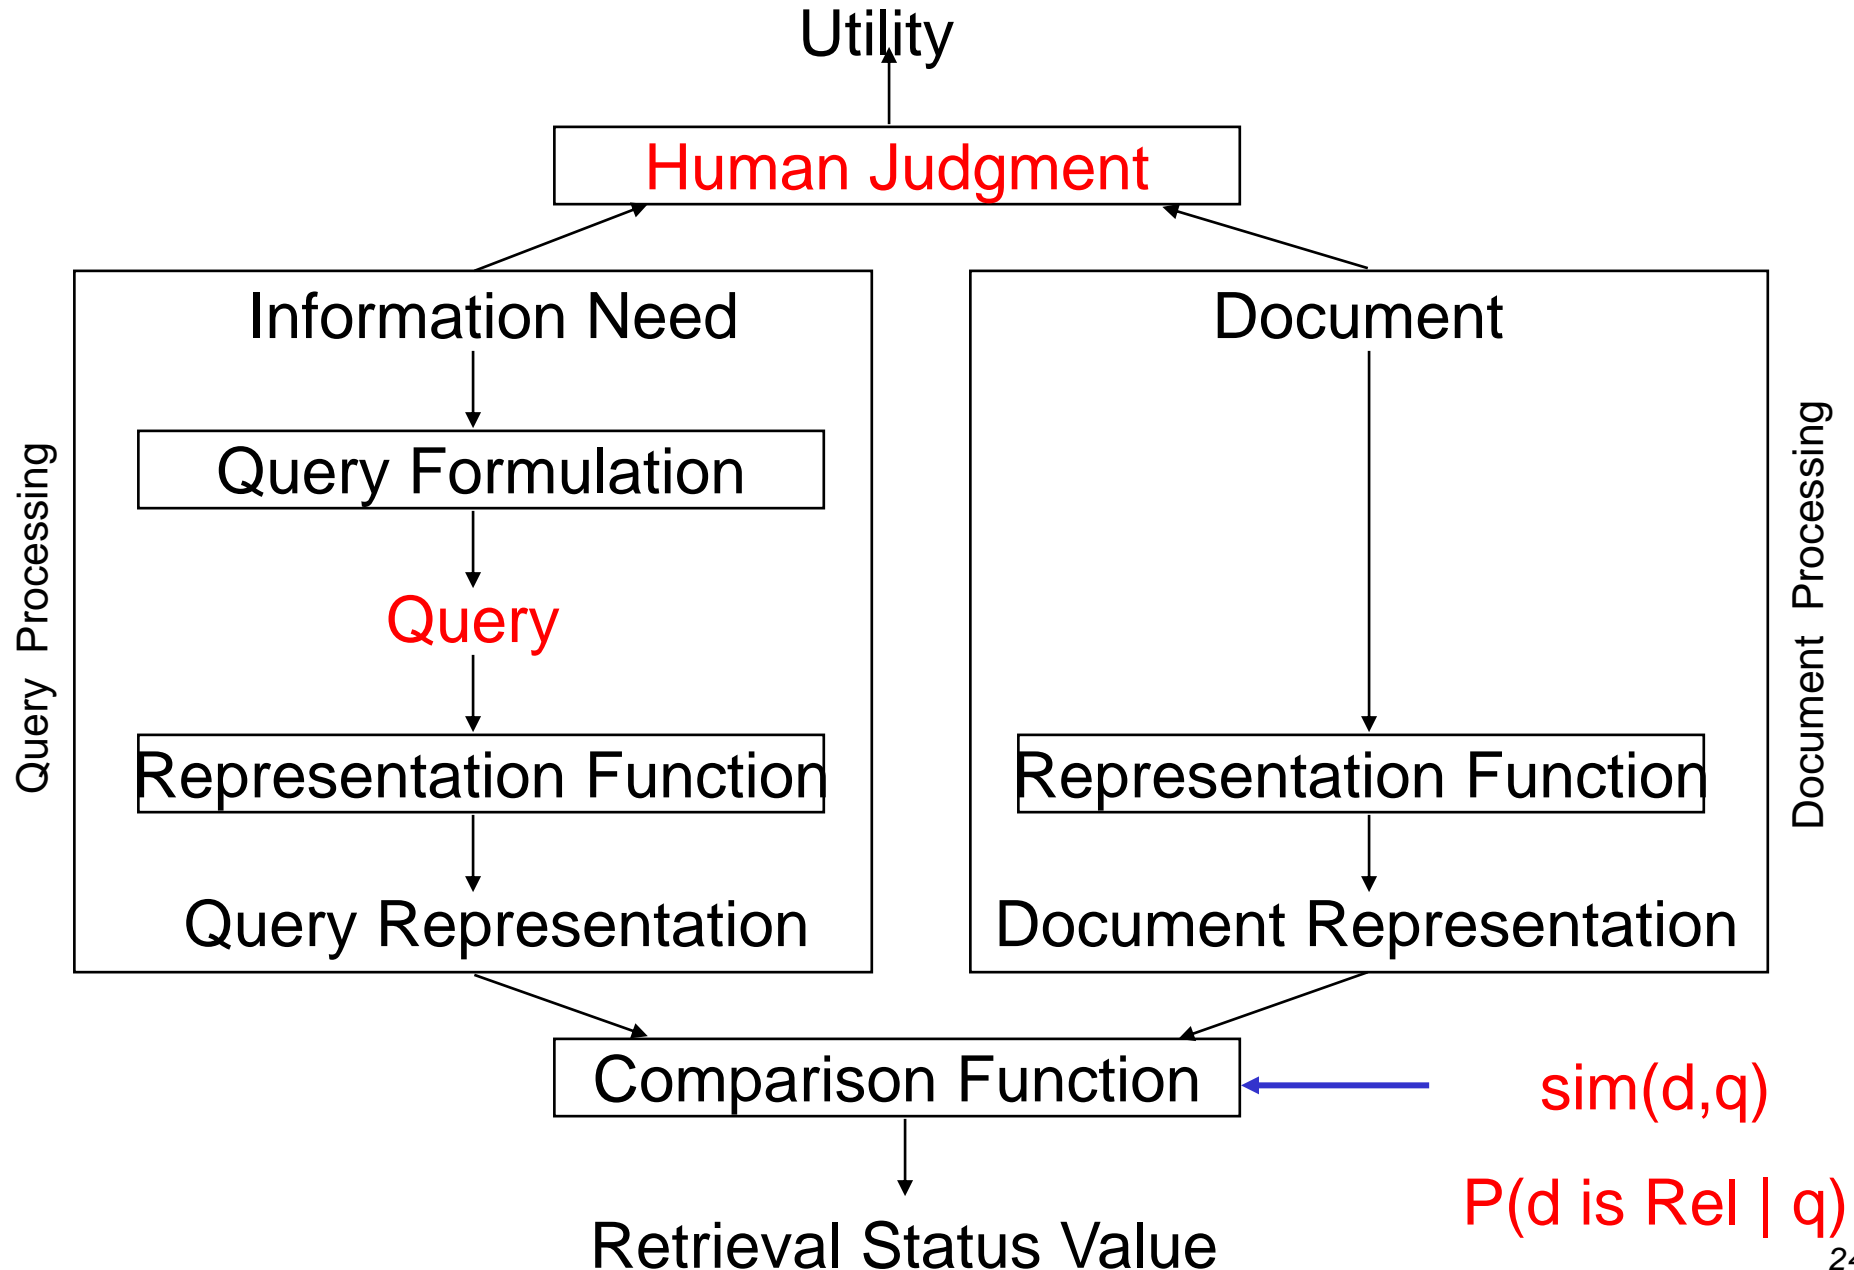 Utility
Human Judgment
Information Need
Document
Query Formulation
Query
Query Processing
Document Processing
Representation Function
Representation Function
Query Representation
Document Representation
Comparison Function
sim(d,q)
P(d is Rel | q)
Retrieval Status Value